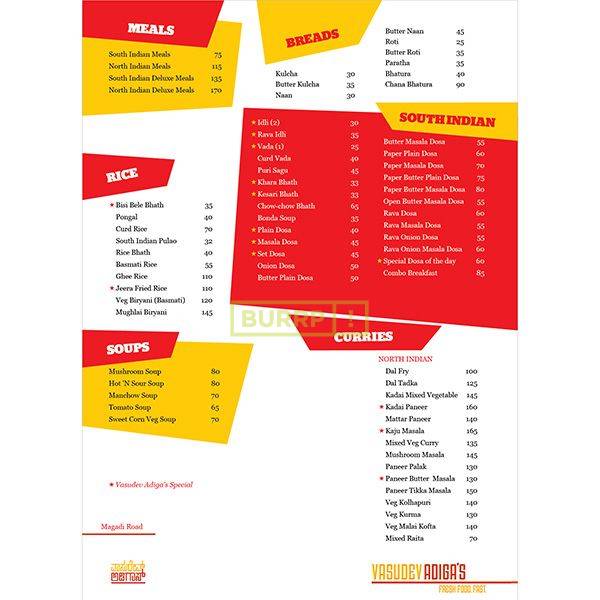 MEALS
South Indian Meals 75
North Indian Meals 115
South Indian Deluxe Meals 135
North Indian Deluxe Meals 170
BREADS
Kulcha 30
Butter Kulcha 35
Naan 30
Butter Naan 45
Roti 25
Butter Roti 35
Paratha 35
Bhatura 40
Chana Bhatura 90
RICE
★ Bisi Bele Bhath 35
Pongal 40
Curd Rice 70
South Indian Pulao 32
Rice Bhath 40
Basmati Rice 55
Ghee Rice 110
★ Jeera Fried Rice 110
Veg Biryani (Basmati) 120
Mughlai Biryani 145
SOUTH INDIAN
★ Idli (2) 30
★ Rava Idli 35
★ Vada (1) 25
Curd Vada 40
Puri Sagu 45
★ Khara Bhath 33
★ Kesari Bhath 33
Chow-chow Bhath 65
Bonda Soup 35
★ Plain Dosa 40
★ Masala Dosa 45
★ Set Dosa 45
Onion Dosa 50
Butter Plain Dosa 50
Butter Masala Dosa 55
Paper Plain Dosa 60
Paper Masala Dosa 70
Paper Butter Plain Dosa 75
Paper Butter Masala Dosa 80
Open Butter Masala Dosa 55
Rava Dosa 60
Rava Masala Dosa 55
Rava Onion Dosa 55
Rava Onion Masala Dosa 60
★ Special Dosa of the day 60
Combo Breakfast 85
BURRP !
SOUPS
Mushroom Soup 80
Hot 'N Sour Soup 80
Manchow Soup 70
Tomato Soup 65
Sweet Corn Veg Soup 70
CURRIES
NORTH INDIAN
Dal Fry 100
Dal Tadka 125
Kadai Mixed Vegetable 145
★ Kadai Paneer 160
Mattar Paneer 140
★ Kaju Masala 165
Mixed Veg Curry 135
Mushroom Masala 145
Paneer Palak 130
★ Paneer Butter Masala 130
Paneer Tikka Masala 150
Veg Kolhapuri 140
Veg Kurma 130
Veg Malai Kofta 140
Mixed Raita 70
★ Vasudev Adiga's Special
Magadi Road
VASUDEV ADIGA'S
FRESH FOOD. FAST.